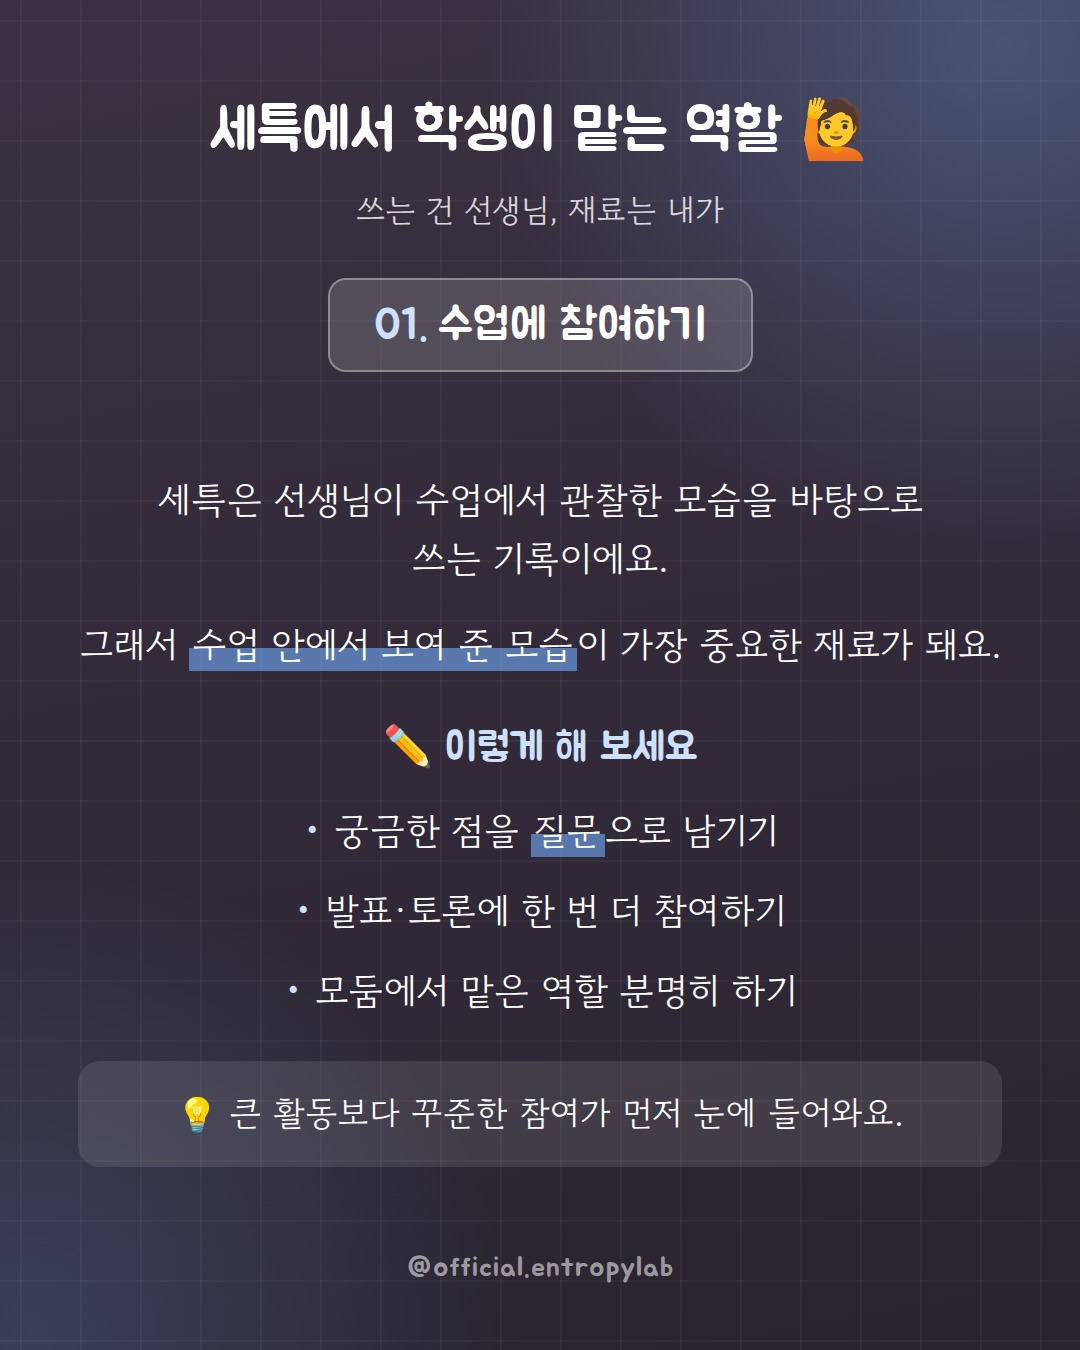 세특에서 학생이 맡는 역할 🙋
쓰는 건 선생님, 재료는 내가
01. 수업에 참여하기
세특은 선생님이 수업에서 관찰한 모습을 바탕으로
쓰는 기록이에요.
그래서 수업 안에서 보여 준 모습이 가장 중요한 재료가 돼요.
✏️ 이렇게 해 보세요
• 궁금한 점을 질문으로 남기기
• 발표·토론에 한 번 더 참여하기
• 모둠에서 맡은 역할 분명히 하기
💡 큰 활동보다 꾸준한 참여가 먼저 눈에 들어와요.
@official.entropylab